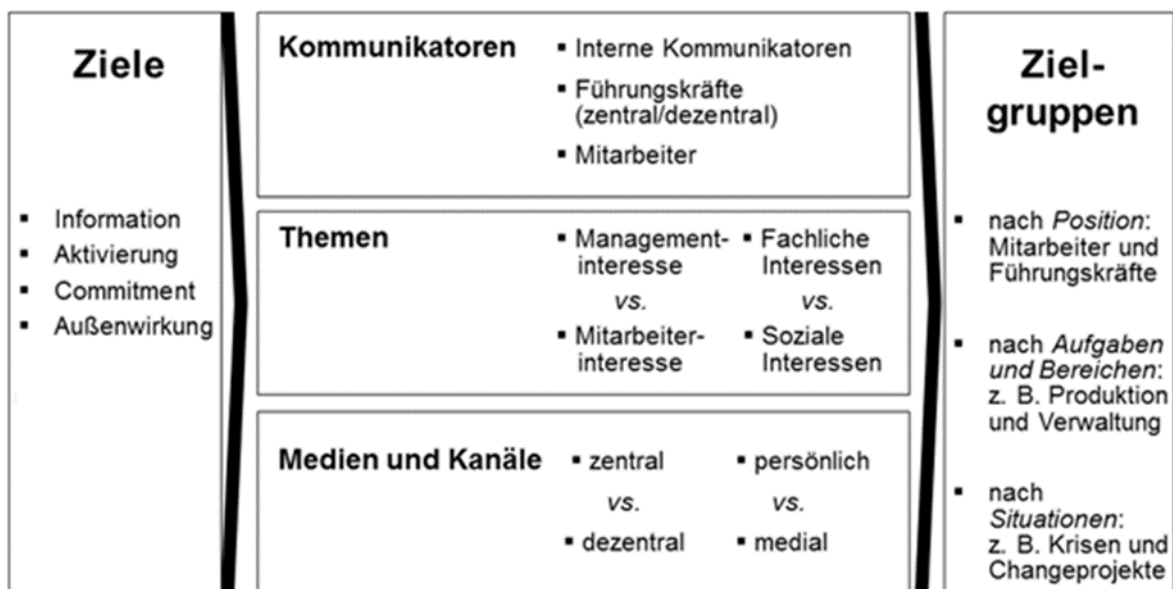 Ziele
▪ Information
▪ Aktivierung
▪ Commitment
▪ Außenwirkung
Kommunikatoren
▪ Interne Kommunikatoren
▪ Führungskräfte
(zentral/dezentral)
▪ Mitarbeiter
Themen
▪ Management-
interesse
vs.
▪ Mitarbeiter-
interesse
▪ Fachliche
Interessen
vs.
▪ Soziale
Interessen
Medien und Kanäle
▪ zentral
vs.
▪ dezentral
▪ persönlich
vs.
▪ medial
Ziel-
gruppen
▪ nach Position:
Mitarbeiter und
Führungskräfte
▪ nach Aufgaben
und Bereichen:
z. B. Produktion
und Verwaltung
▪ nach
Situationen:
z. B. Krisen und
Changeprojekte